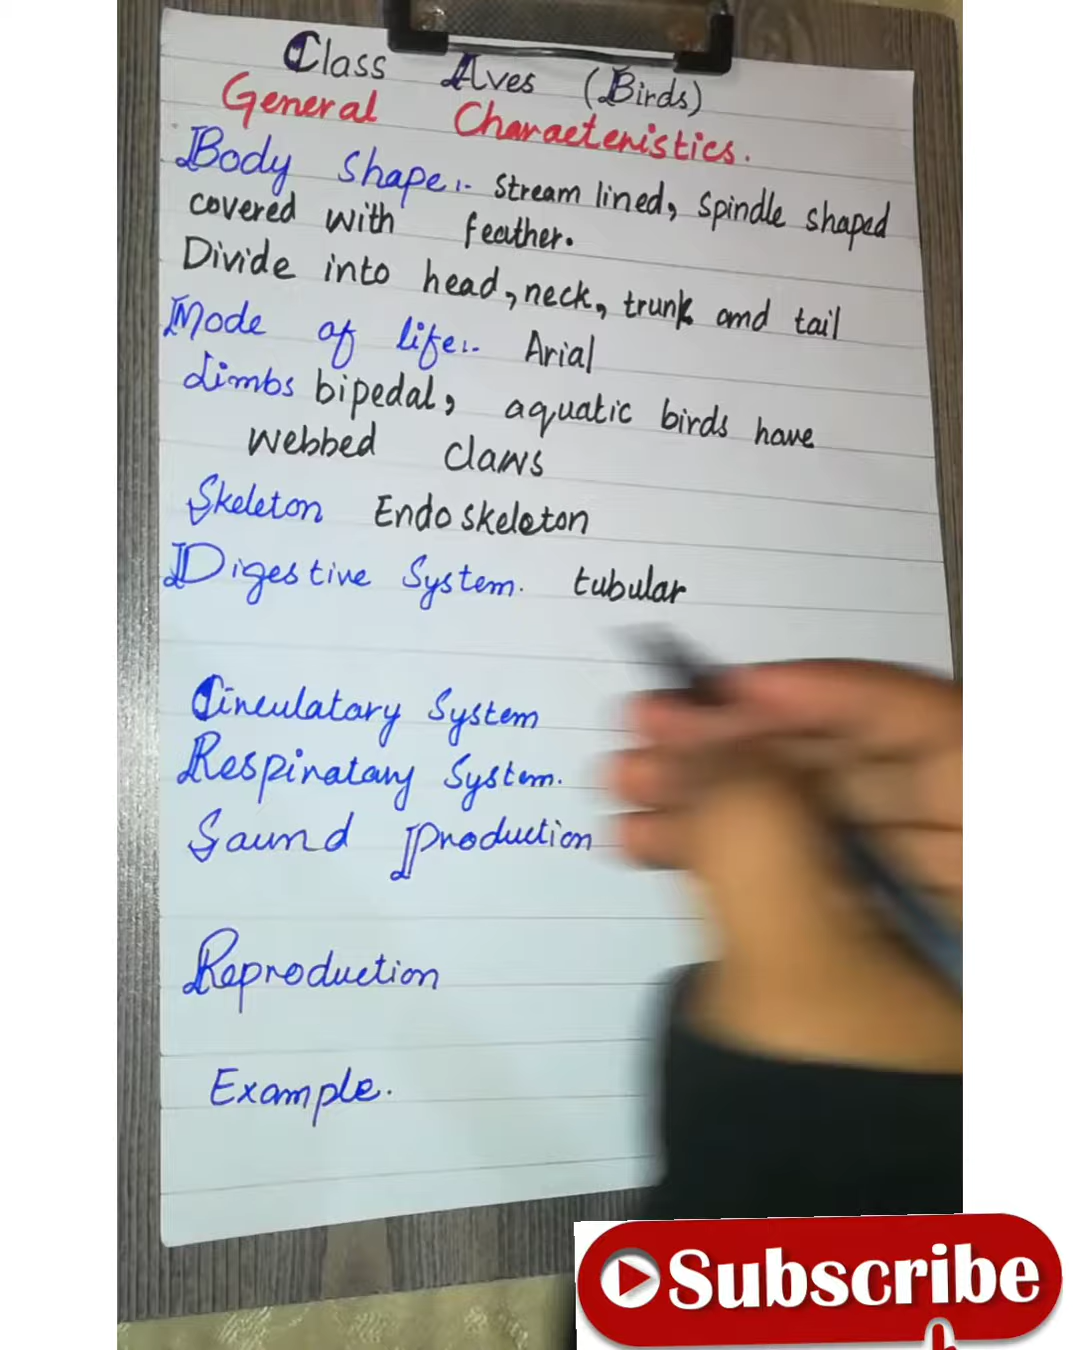 Class Aves (Birds)
General Characteristics.
Body Shape:- Stream lined, Spindle shaped
covered with feather.
Divide into head, neck, trunk and tail
Mode of life:- Arial
Limbs bipedal, aquatic birds have
webbed claws
Skeleton Endoskeleton
Digestive System. tubular
Circulatary System
Respiratary System.
Saund Production
Reproduction
Example.
Subscribe